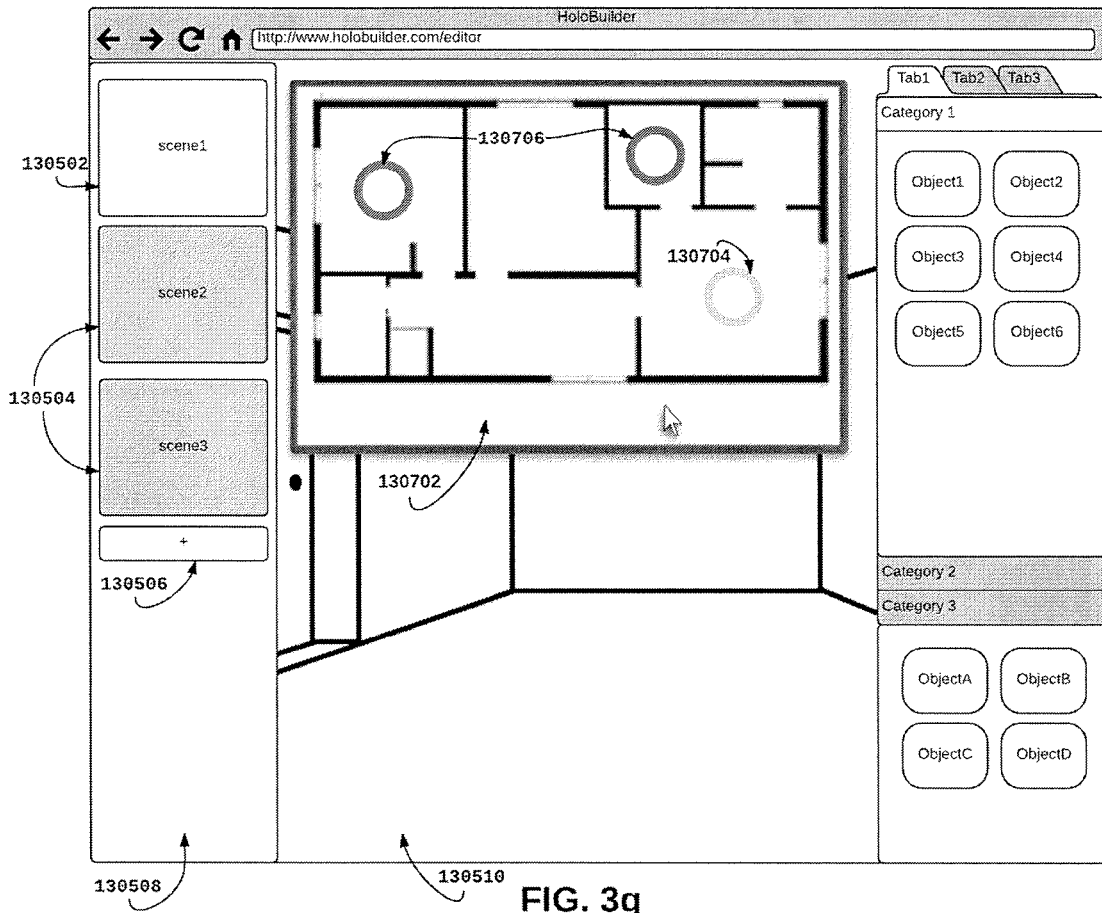 HoloBuilder
http://www.holobuilder.com/editor
Tab1 Tab2 Tab3
Category 1
scene1
130706
130502
Object1 Object2
130704
Object3 Object4
scene2
Object5 Object6
130504
scene3
130702
+
130506
Category 2
Category 3
ObjectA ObjectB
ObjectC ObjectD
130508
130510
FIG. 3g